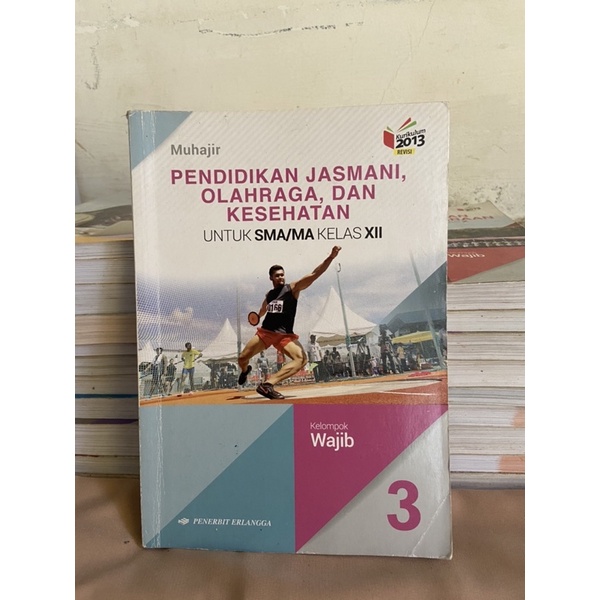 Muhajir
Kurikulum
2013
REVISI
PENDIDIKAN JASMANI,
OLAHRAGA, DAN
KESEHATAN
UNTUK SMA/MA KELAS XII
Kelompok
Wajib
PENERBIT ERLANGGA
3
Wajib